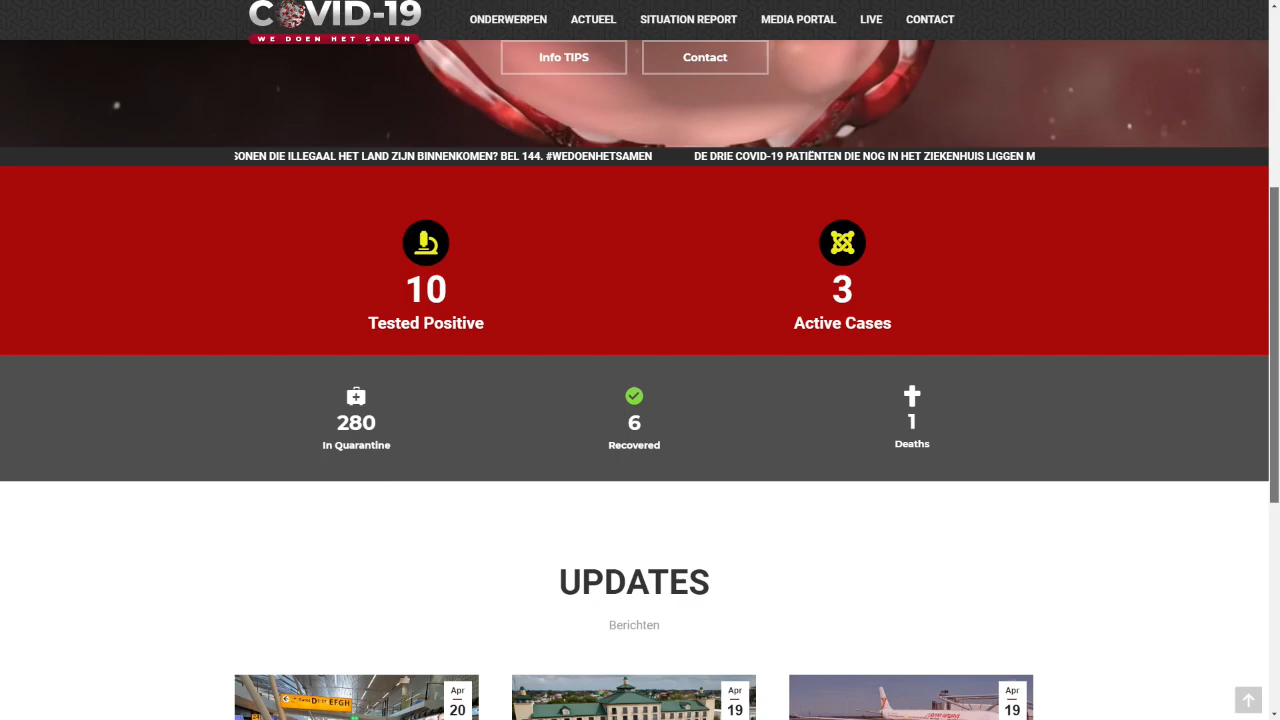 COVID-19
WE DOEN HET SAMEN
ONDERWERPEN ACTUEEL SITUATION REPORT MEDIA PORTAL LIVE CONTACT
Info TIPS Contact
SONEN DIE ILLEGAAL HET LAND ZIJN BINNENKOMEN? BEL 144. #WEDOENHETSAMEN DE DRIE COVID-19 PATIËNTEN DIE NOG IN HET ZIEKENHUIS LIGGEN M
10 3
Tested Positive Active Cases
280 6 1
In Quarantine Recovered Deaths
UPDATES
Berichten
Apr Apr Apr
20 19 19
D EFGH